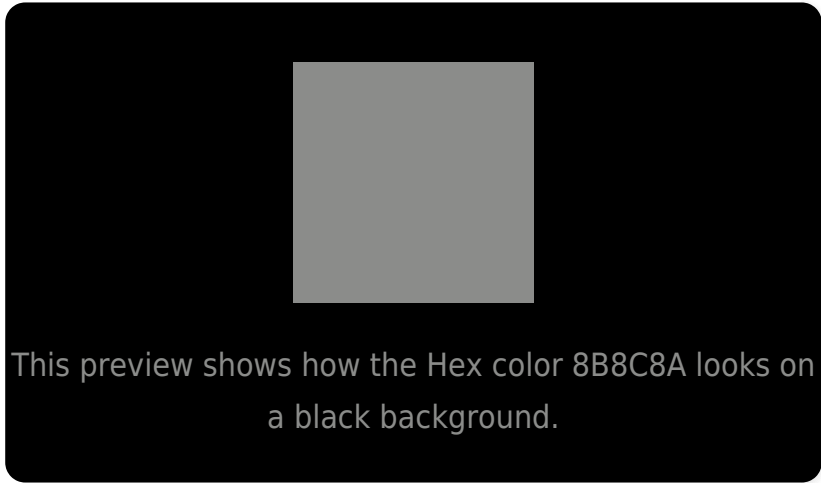 This preview shows how the Hex color 8B8C8A looks on
a black background.